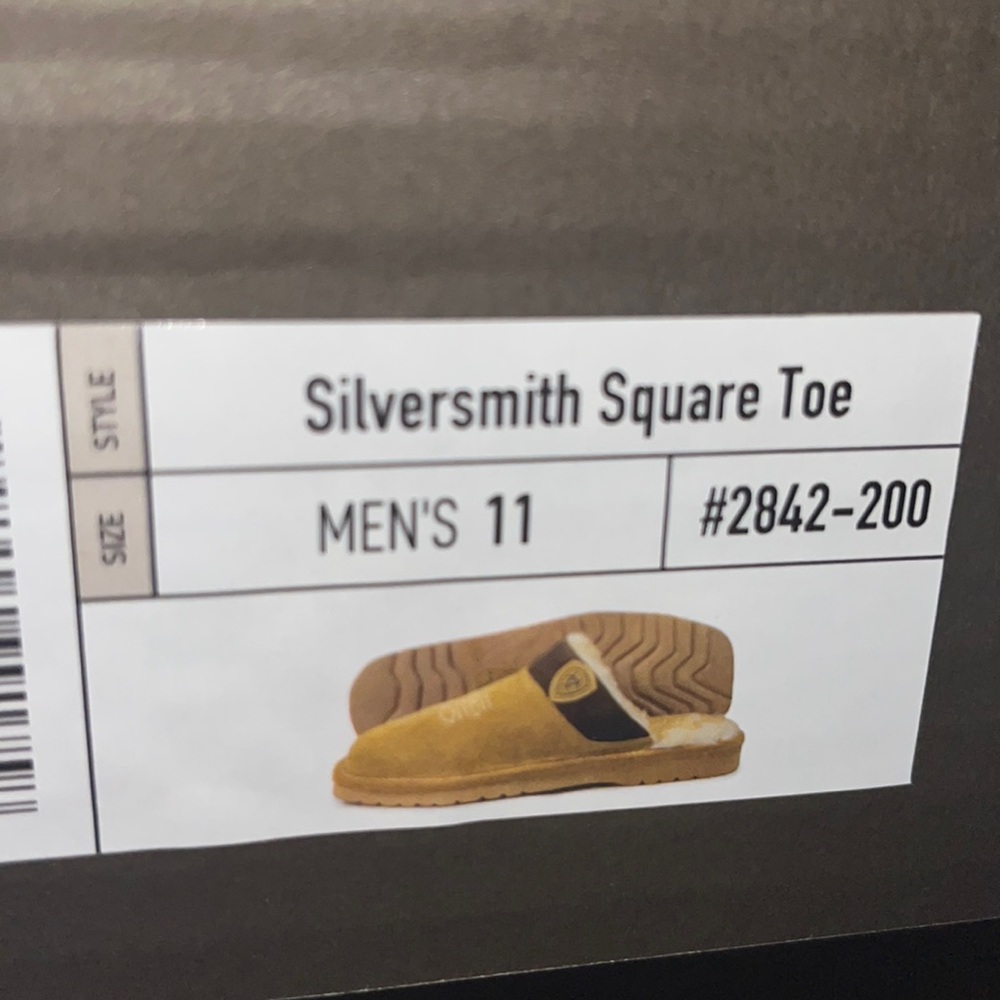 STYLE
Silversmith Square Toe
SIZE
MEN'S 11
#2842-200